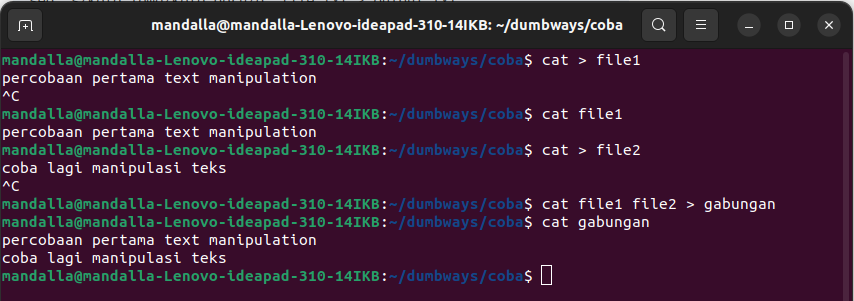 mandalla@mandalla-Lenovo-ideapad-310-14IKB: ~/dumbways/coba
mandalla@mandalla-Lenovo-ideapad-310-14IKB:~/dumbways/coba$ cat > file1
percobaan pertama text manipulation
^C
mandalla@mandalla-Lenovo-ideapad-310-14IKB:~/dumbways/coba$ cat file1
percobaan pertama text manipulation
mandalla@mandalla-Lenovo-ideapad-310-14IKB:~/dumbways/coba$ cat > file2
coba lagi manipulasi teks
^C
mandalla@mandalla-Lenovo-ideapad-310-14IKB:~/dumbways/coba$ cat file1 file2 > gabungan
mandalla@mandalla-Lenovo-ideapad-310-14IKB:~/dumbways/coba$ cat gabungan
percobaan pertama text manipulation
coba lagi manipulasi teks
mandalla@mandalla-Lenovo-ideapad-310-14IKB:~/dumbways/coba$